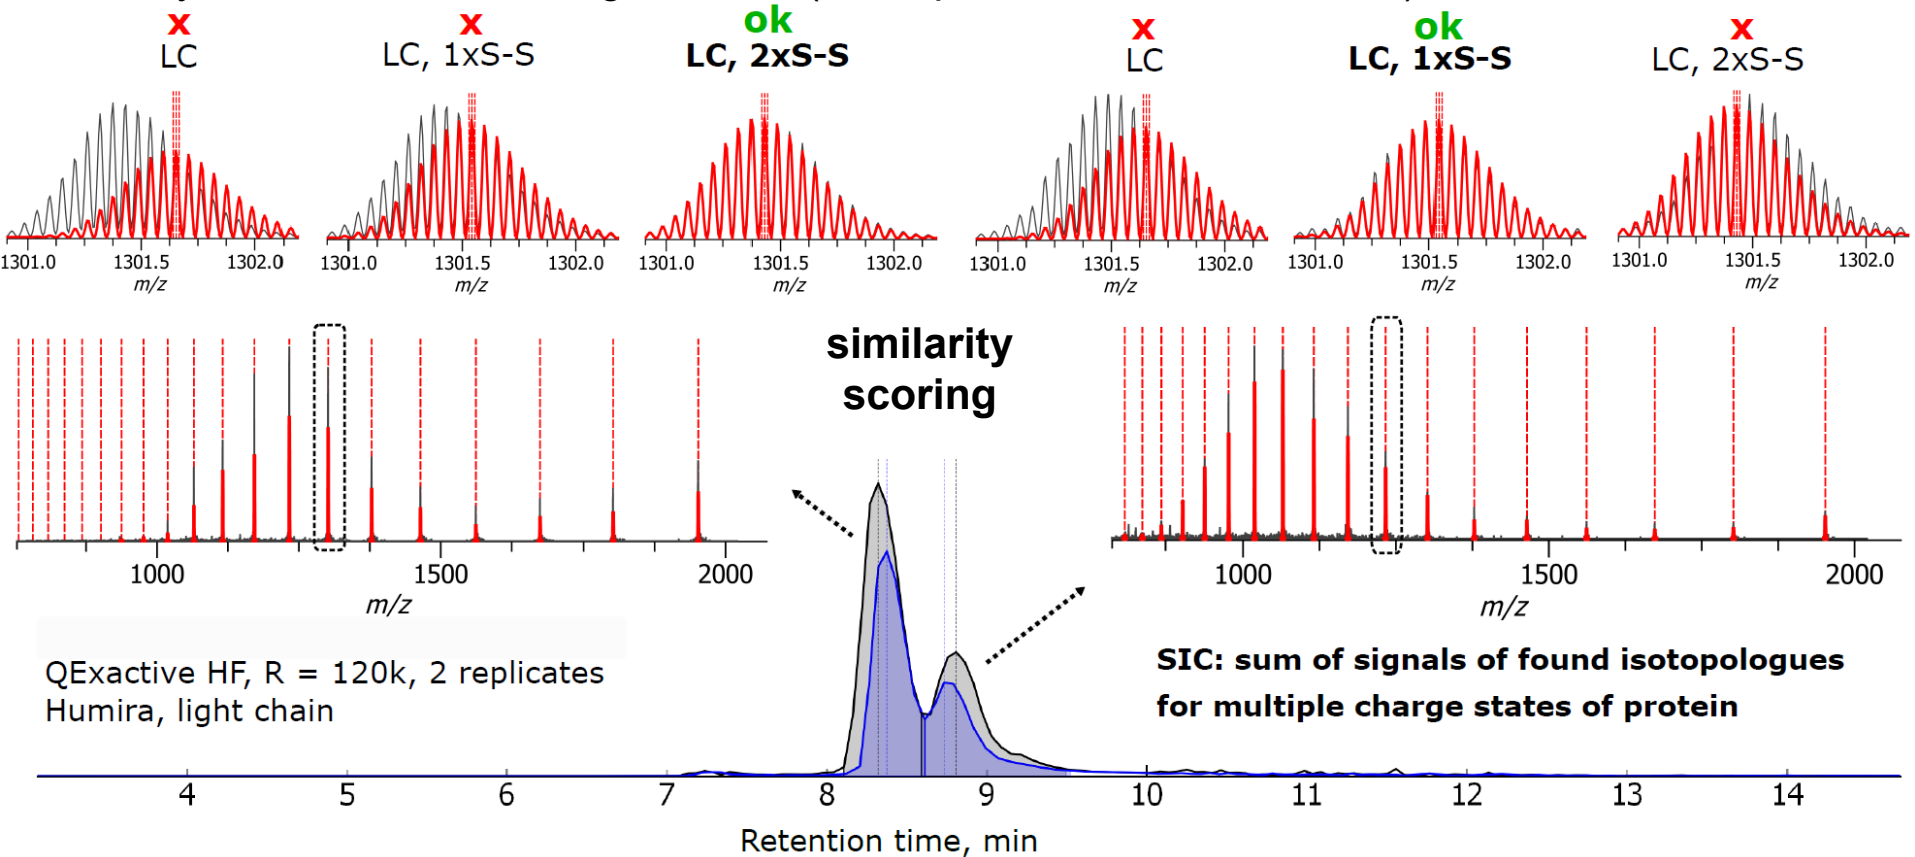 x x ok x ok x
LC LC, 1xS-S LC, 2xS-S LC LC, 1xS-S LC, 2xS-S
1301.0 1301.5 1302.0 1301.0 1301.5 1302.0 1301.0 1301.5 1302.0 1301.0 1301.5 1302.0 1301.0 1301.5 1302.0 1301.0 1301.5 1302.0
m/z m/z m/z m/z m/z m/z
similarity
scoring
1000 1500 2000
m/z
1000 1500 2000
m/z
QExactive HF, R = 120k, 2 replicates
Humira, light chain
SIC: sum of signals of found isotopologues
for multiple charge states of protein
4 5 6 7 8 9 10 11 12 13 14
Retention time, min